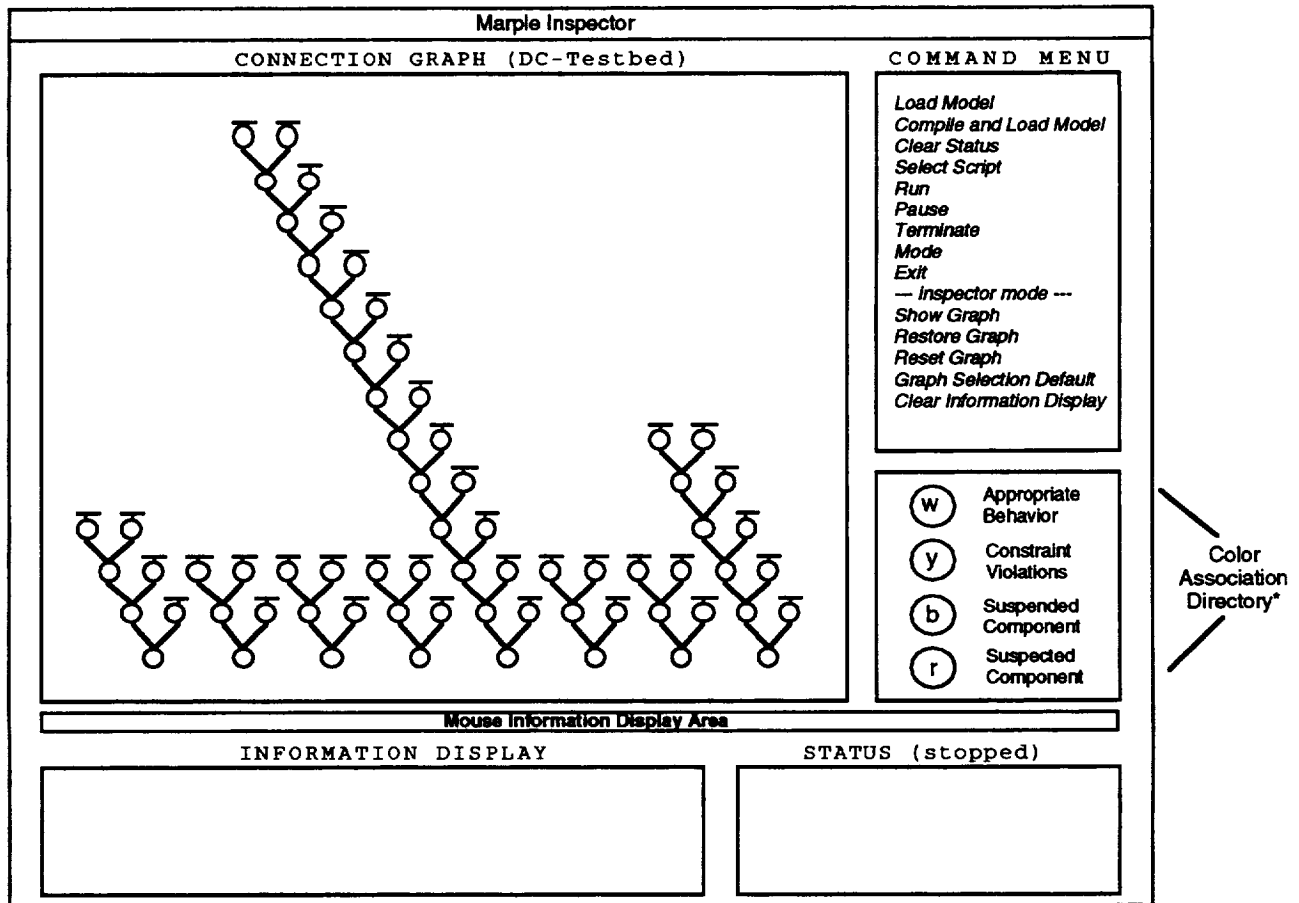 Marple Inspector
CONNECTION GRAPH (DC-Testbed)
COMMAND MENU
Load Model
Compile and Load Model
Clear Status
Select Script
Run
Pause
Terminate
Mode
Exit
— Inspector mode ---
Show Graph
Restore Graph
Reset Graph
Graph Selection Default
Clear Information Display
w Appropriate
Behavior
y Constraint
Violations
b Suspended
Component
r Suspected
Component
Color
Association
Directory*
Mouse Information Display Area
INFORMATION DISPLAY
STATUS (stopped)